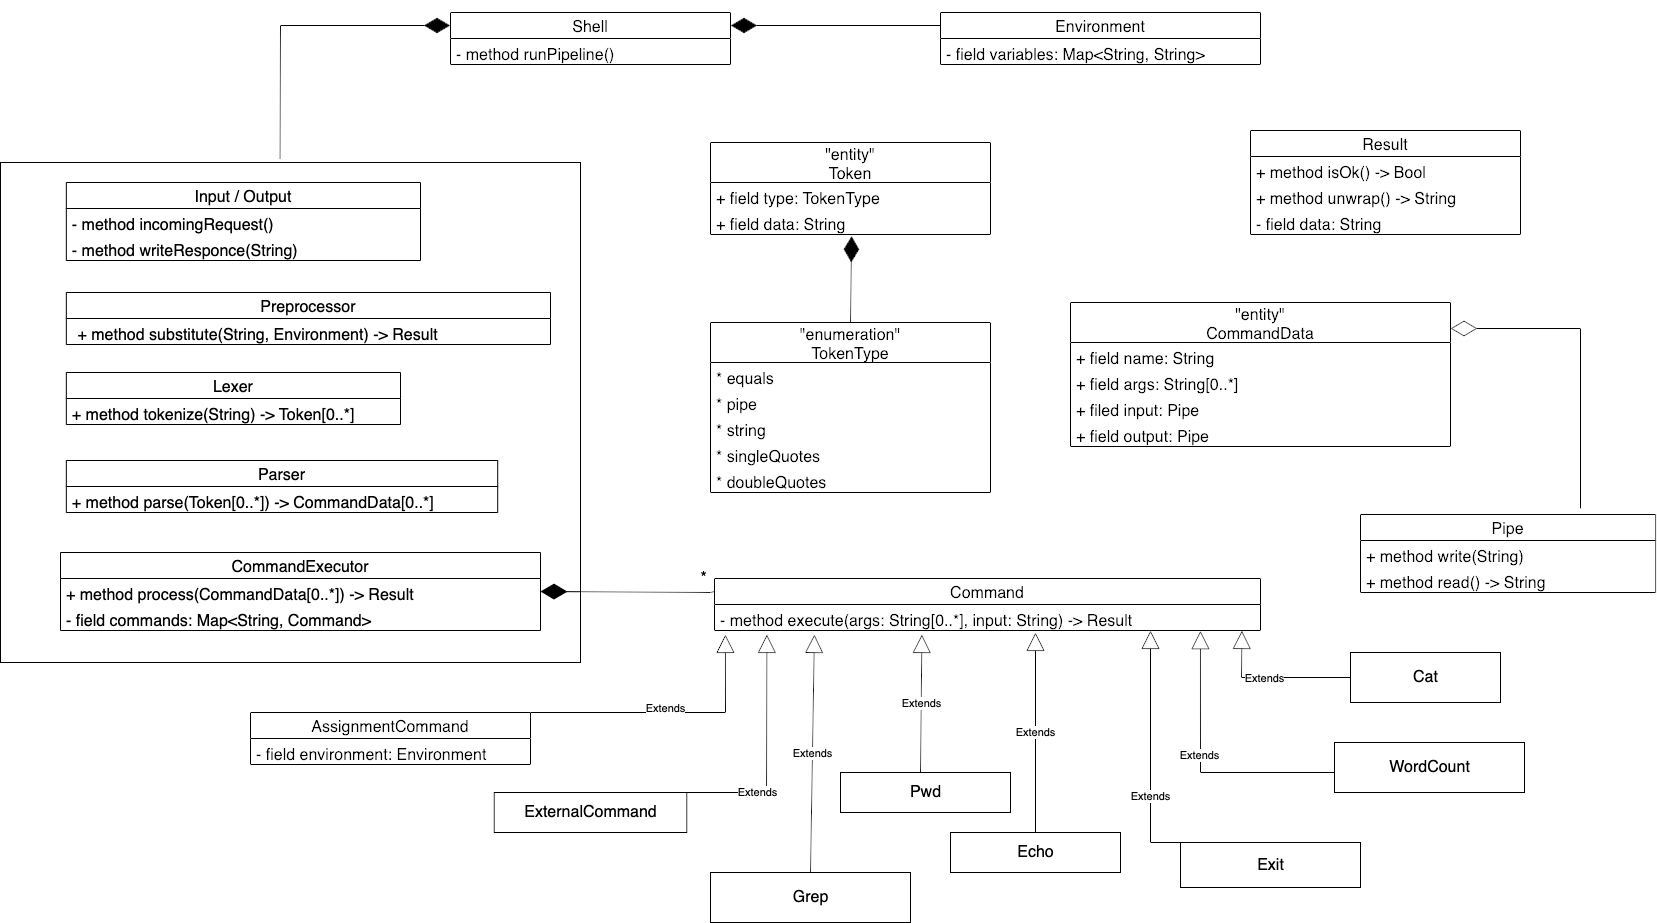 Shell
- method runPipeline()
Environment
- field variables: Map<String, String>
Input / Output
- method incomingRequest()
- method writeResponce(String)
Preprocessor
+ method substitute(String, Environment) -> Result
Lexer
+ method tokenize(String) -> Token[0..*]
Parser
+ method parse(Token[0..*]) -> CommandData[0..*]
CommandExecutor
+ method process(CommandData[0..*]) -> Result
- field commands: Map<String, Command>
"entity"
Token
+ field type: TokenType
+ field data: String
"enumeration"
TokenType
* equals
* pipe
* string
* singleQuotes
* doubleQuotes
Result
+ method isOk() -> Bool
+ method unwrap() -> String
- field data: String
"entity"
CommandData
+ field name: String
+ field args: String[0..*]
+ filed input: Pipe
+ field output: Pipe
Pipe
+ method write(String)
+ method read() -> String
*
Command
- method execute(args: String[0..*], input: String) -> Result
Extends
AssignmentCommand
- field environment: Environment
Extends
ExternalCommand
Extends
Grep
Extends
Pwd
Extends
Echo
Extends
Exit
Extends
WordCount
Extends
Cat